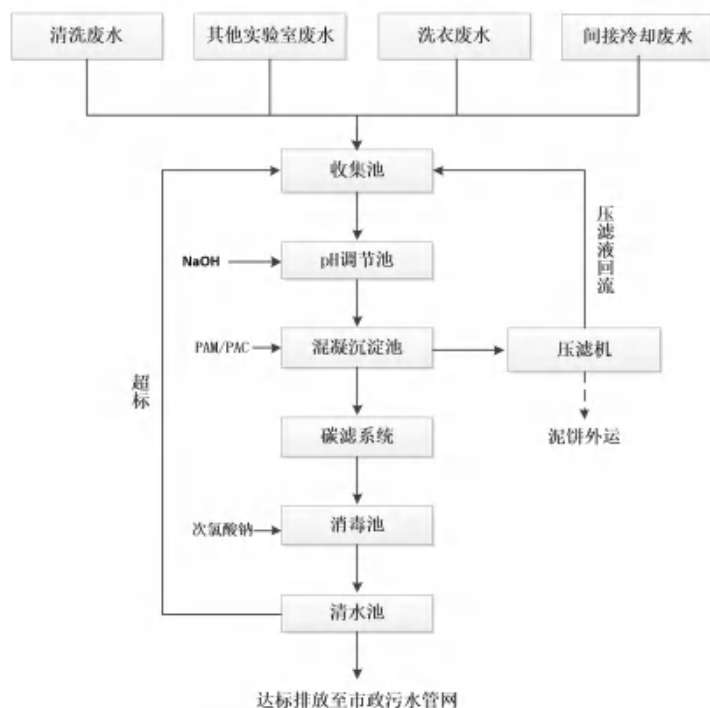 清洗废水
其他实验室废水
洗衣废水
间接冷却废水
收集池
压滤液回流
NaOH
pH调节池
PAM/PAC
混凝沉淀池
压滤机
超标
碳滤系统
泥饼外运
次氯酸钠
消毒池
清水池
达标排放至市政污水管网